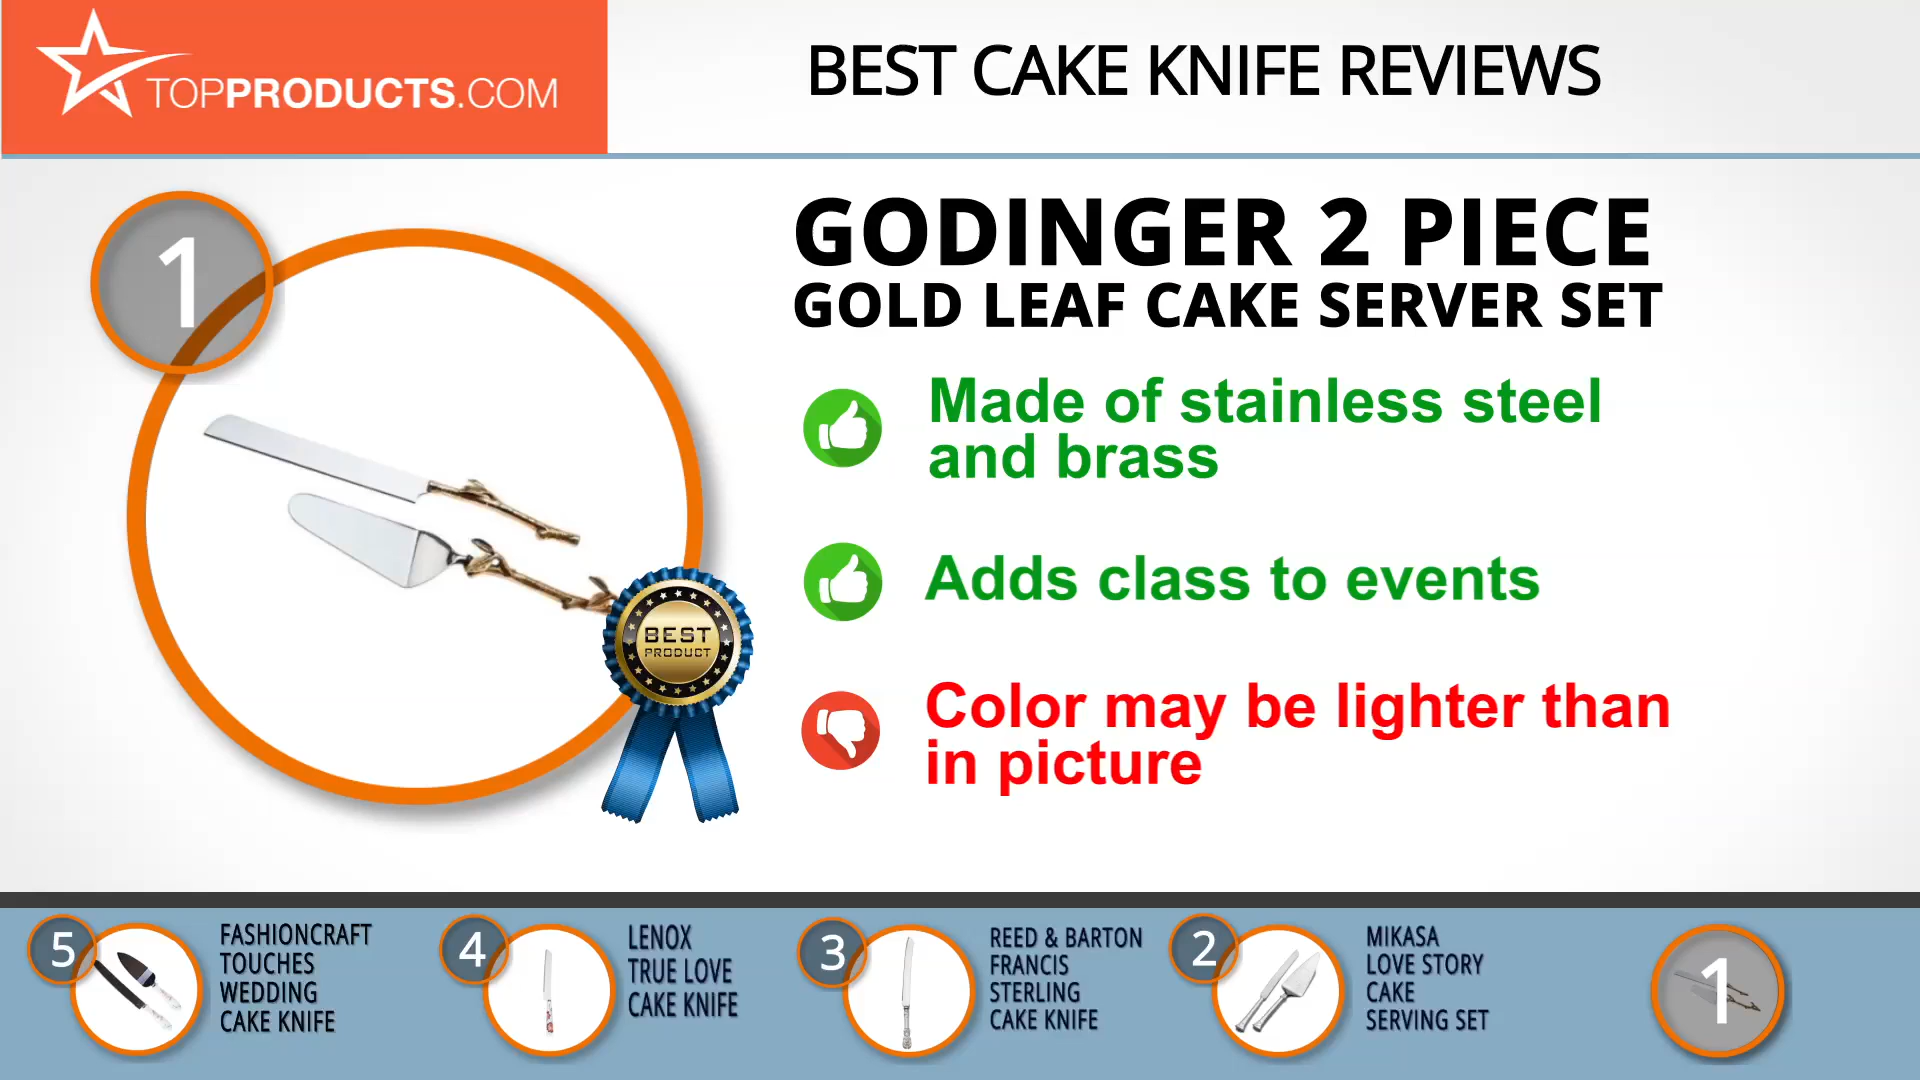 TOPPRODUCTS.COM
BEST CAKE KNIFE REVIEWS
1
GODINGER 2 PIECE
GOLD LEAF CAKE SERVER SET
Made of stainless steel
and brass
Adds class to events
Color may be lighter than
in picture
BEST
PRODUCT
5
FASHIONCRAFT
TOUCHES
WEDDING
CAKE KNIFE
4
LENOX
TRUE LOVE
CAKE KNIFE
3
REED & BARTON
FRANCIS
STERLING
CAKE KNIFE
2
MIKASA
LOVE STORY
CAKE
SERVING SET
1